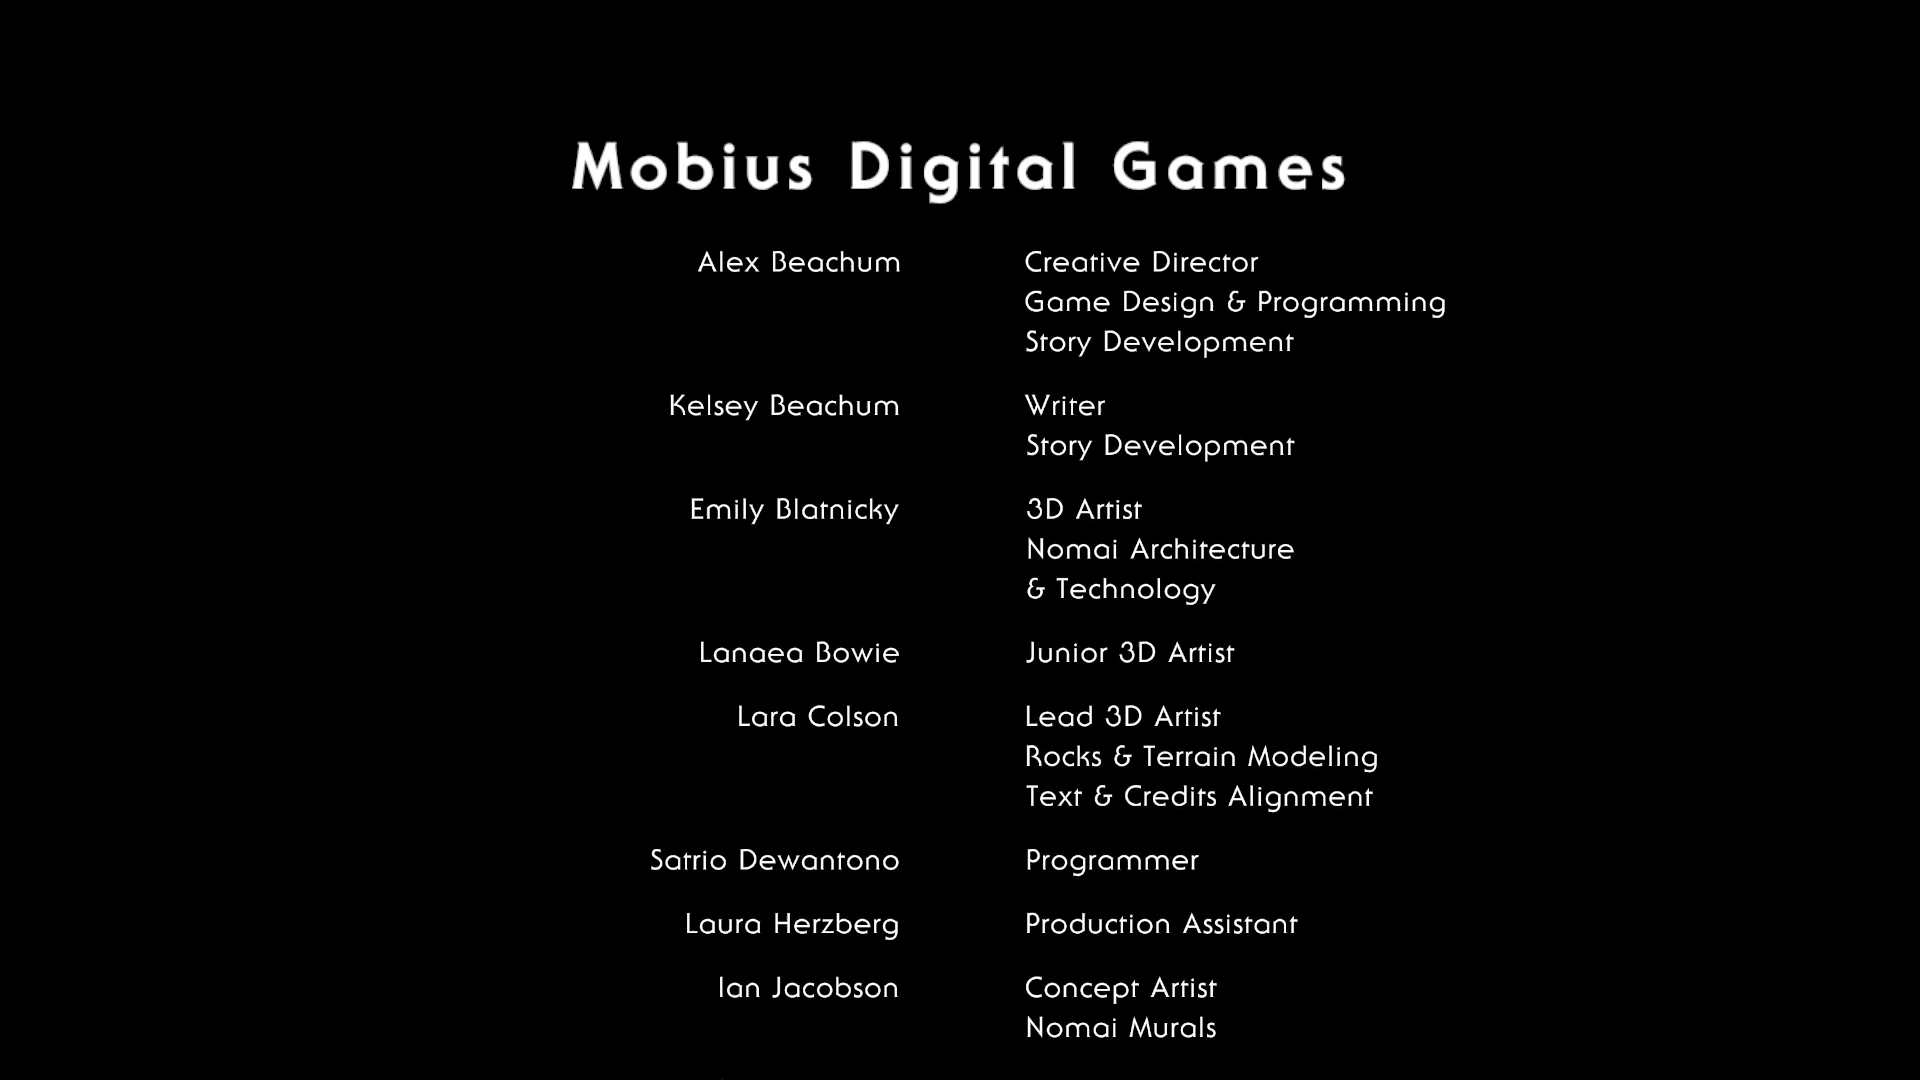 Mobius Digital Games
Alex Beachum Creative Director
Game Design & Programming
Story Development
Kelsey Beachum Writer
Story Development
Emily Blatnicky 3D Artist
Nomai Architecture
& Technology
Lanaea Bowie Junior 3D Artist
Lara Colson Lead 3D Artist
Rocks & Terrain Modeling
Text & Credits Alignment
Satrio Dewantono Programmer
Laura Herzberg Production Assistant
Ian Jacobson Concept Artist
Nomai Murals